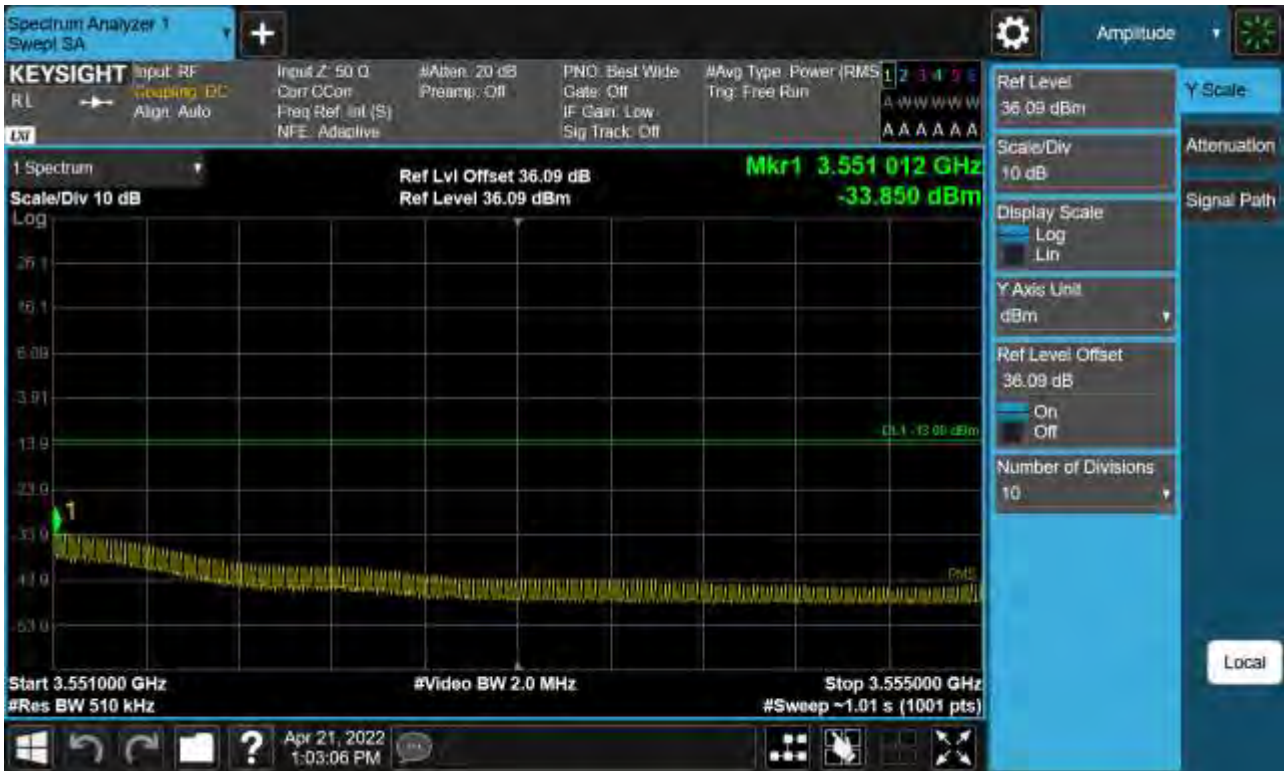 Spectrum Analyzer 1
Swept SA
+
Amplitude
KEYSIGHT
RL
LXI
Input: RF
Coupling: DC
Align: Auto
Input Z: 50 Ω
Corr CCorr
Freq Ref: Int (S)
NFE: Adaptive
#Atten: 20 dB
Preamp: Off
PNO: Best Wide
Gate: Off
IF Gain: Low
Sig Track: Off
#Avg Type: Power (RMS
Trig: Free Run
1 2 3 4 5 6
A W W W W W
A A A A A A
1 Spectrum
Scale/Div 10 dB
Log
Ref Lvl Offset 36.09 dB
Ref Level 36.09 dBm
Mkr1 3.551 012 GHz
-33.850 dBm
26.1
16.1
6.09
-3.91
-13.9
-23.9
-33.9
-43.9
-53.9
DL1 -13.00 dBm
1
RMS
Start 3.551000 GHz
#Res BW 510 kHz
#Video BW 2.0 MHz
Stop 3.555000 GHz
#Sweep ~1.01 s (1001 pts)
Ref Level
36.09 dBm
Scale/Div
10 dB
Display Scale
Log
Lin
Y Axis Unit
dBm
Ref Level Offset
36.09 dB
On
Off
Number of Divisions
10
Y Scale
Attenuation
Signal Path
Local
?
Apr 21, 2022
1:03:06 PM